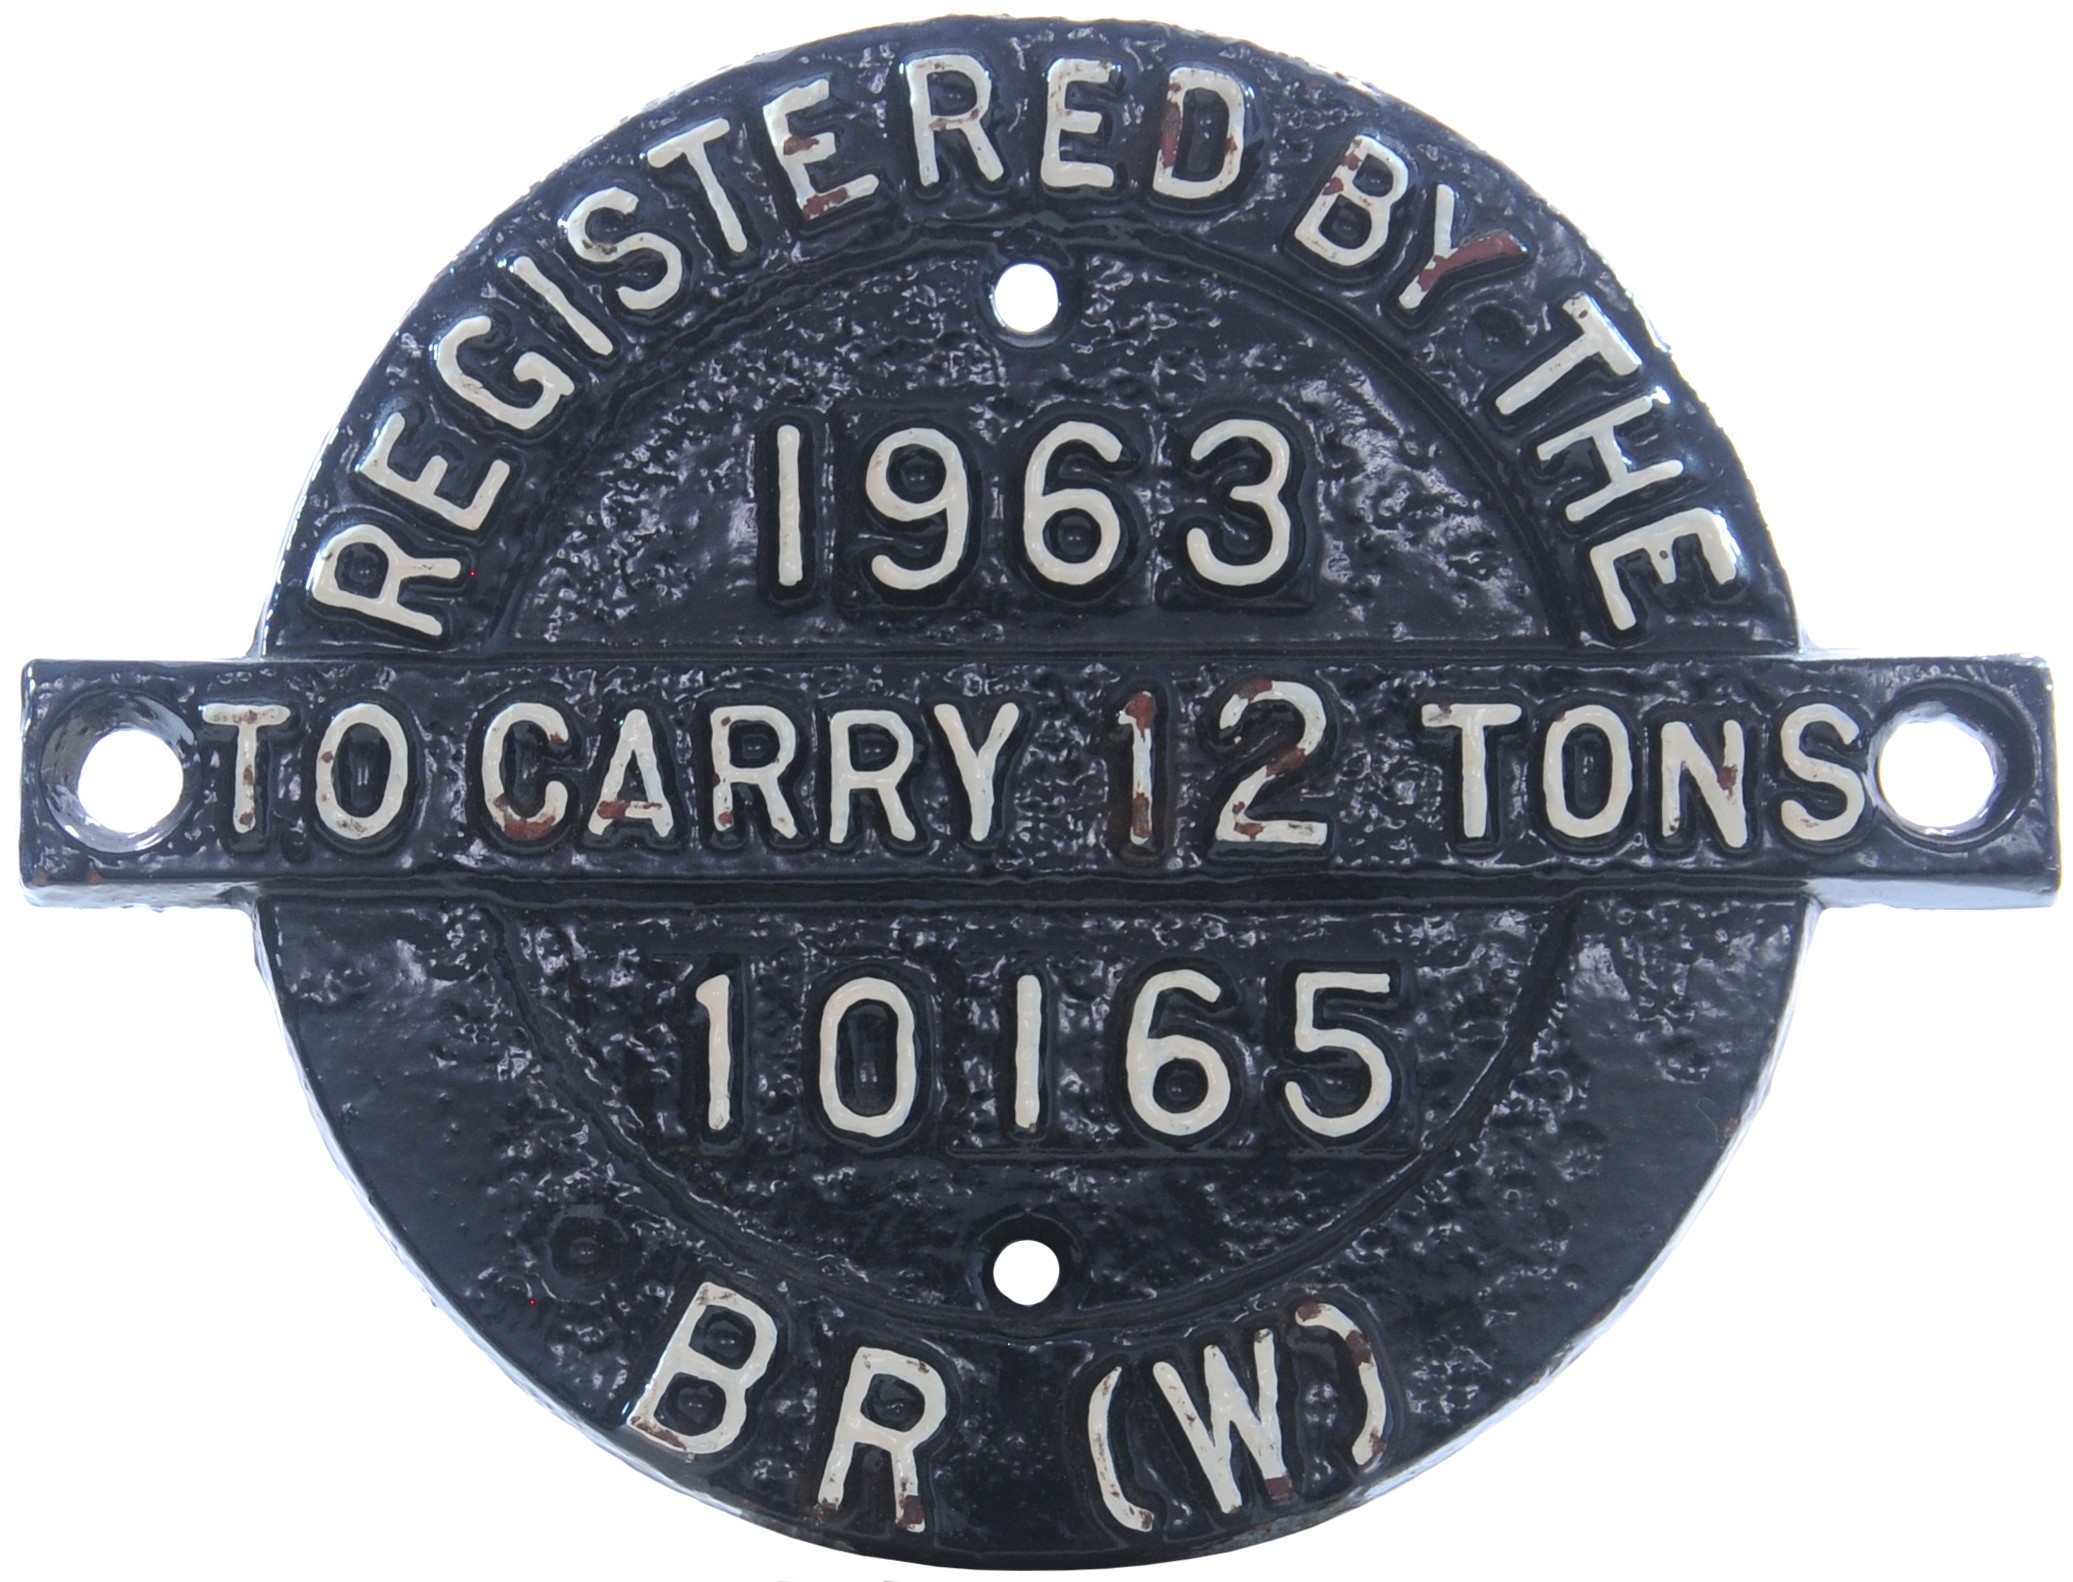 REGISTERED BY THE
1963
TO CARRY 12 TONS
10165
BR (W)